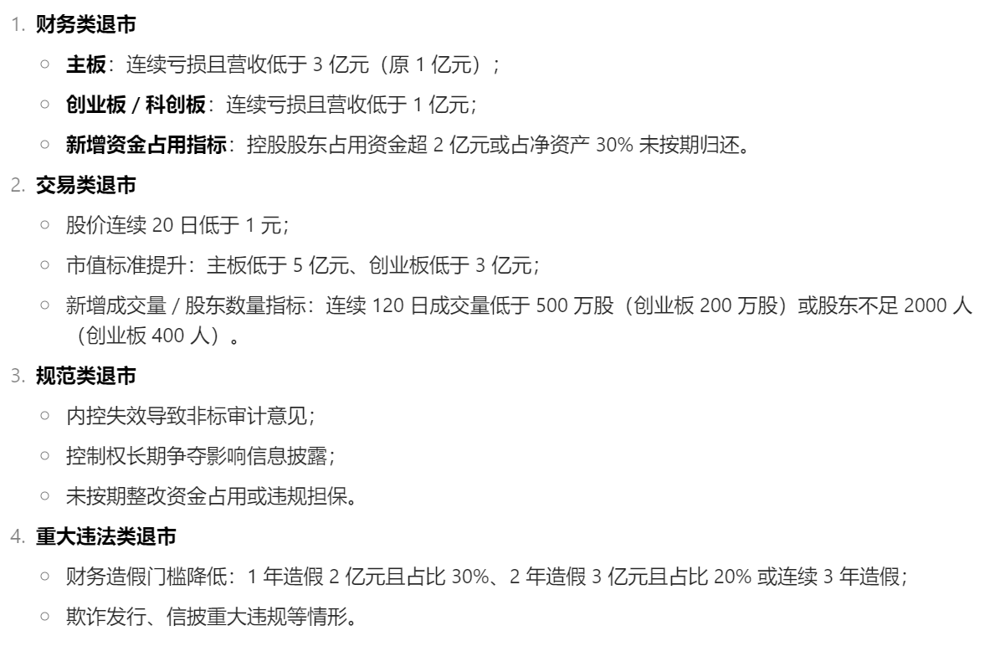 1. 财务类退市
○ 主板：连续亏损且营收低于 3 亿元（原 1 亿元）；
○ 创业板 / 科创板：连续亏损且营收低于 1 亿元；
○ 新增资金占用指标：控股股东占用资金超 2 亿元或占净资产 30% 未按期归还。
2. 交易类退市
○ 股价连续 20 日低于 1 元；
○ 市值标准提升：主板低于 5 亿元、创业板低于 3 亿元；
○ 新增成交量 / 股东数量指标：连续 120 日成交量低于 500 万股（创业板 200 万股）或股东不足 2000 人
（创业板 400 人）。
3. 规范类退市
○ 内控失效导致非标审计意见；
○ 控制权长期争夺影响信息披露；
○ 未按期整改资金占用或违规担保。
4. 重大违法类退市
○ 财务造假门槛降低：1 年造假 2 亿元且占比 30%、2 年造假 3 亿元且占比 20% 或连续 3 年造假；
○ 欺诈发行、信披重大违规等情形。